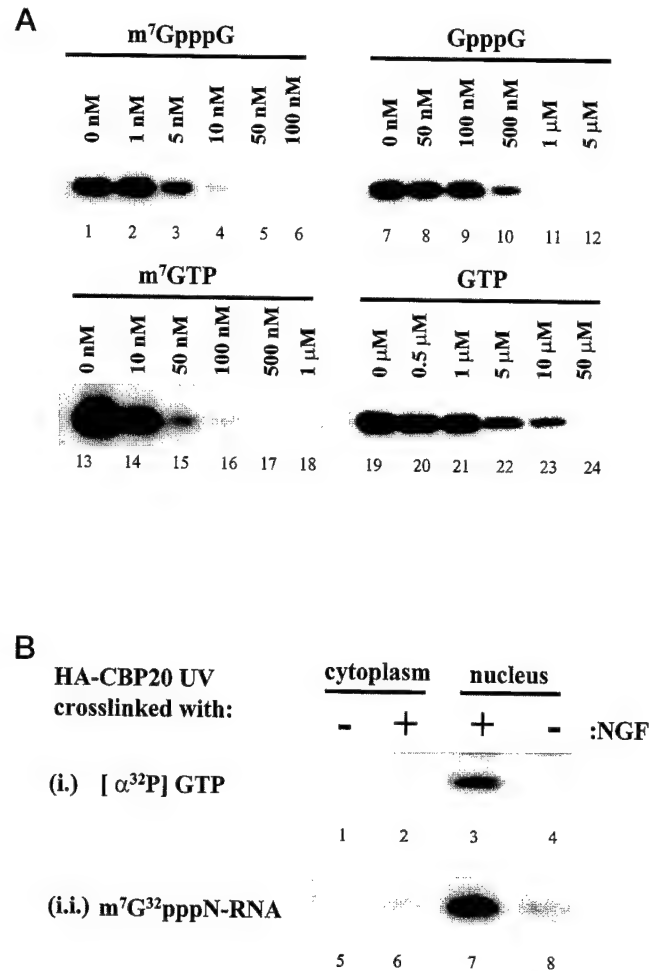 A
m⁷GpppG
GpppG
0 nM 1 nM 5 nM 10 nM 50 nM 100 nM
0 nM 50 nM 100 nM 500 nM 1 µM 5 µM
1 2 3 4 5 6
7 8 9 10 11 12
m⁷GTP
GTP
0 nM 10 nM 50 nM 100 nM 500 nM 1 µM
0 µM 0.5 µM 1 µM 5 µM 10 µM 50 µM
13 14 15 16 17 18
19 20 21 22 23 24
B
HA-CBP20 UV
crosslinked with:
cytoplasm nucleus
- + + - :NGF
(i.) [ α³²P] GTP
1 2 3 4
(i.i.) m⁷G³²pppN-RNA
5 6 7 8